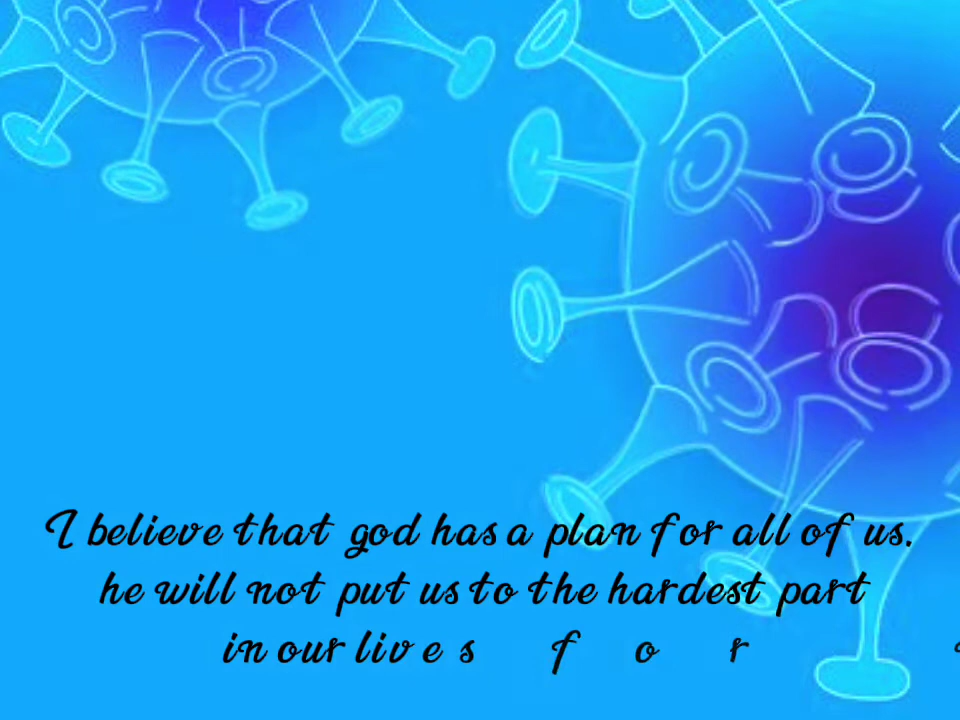 I believe that god has a plan for all of us.
he will not put us to the hardest part
in our lives for